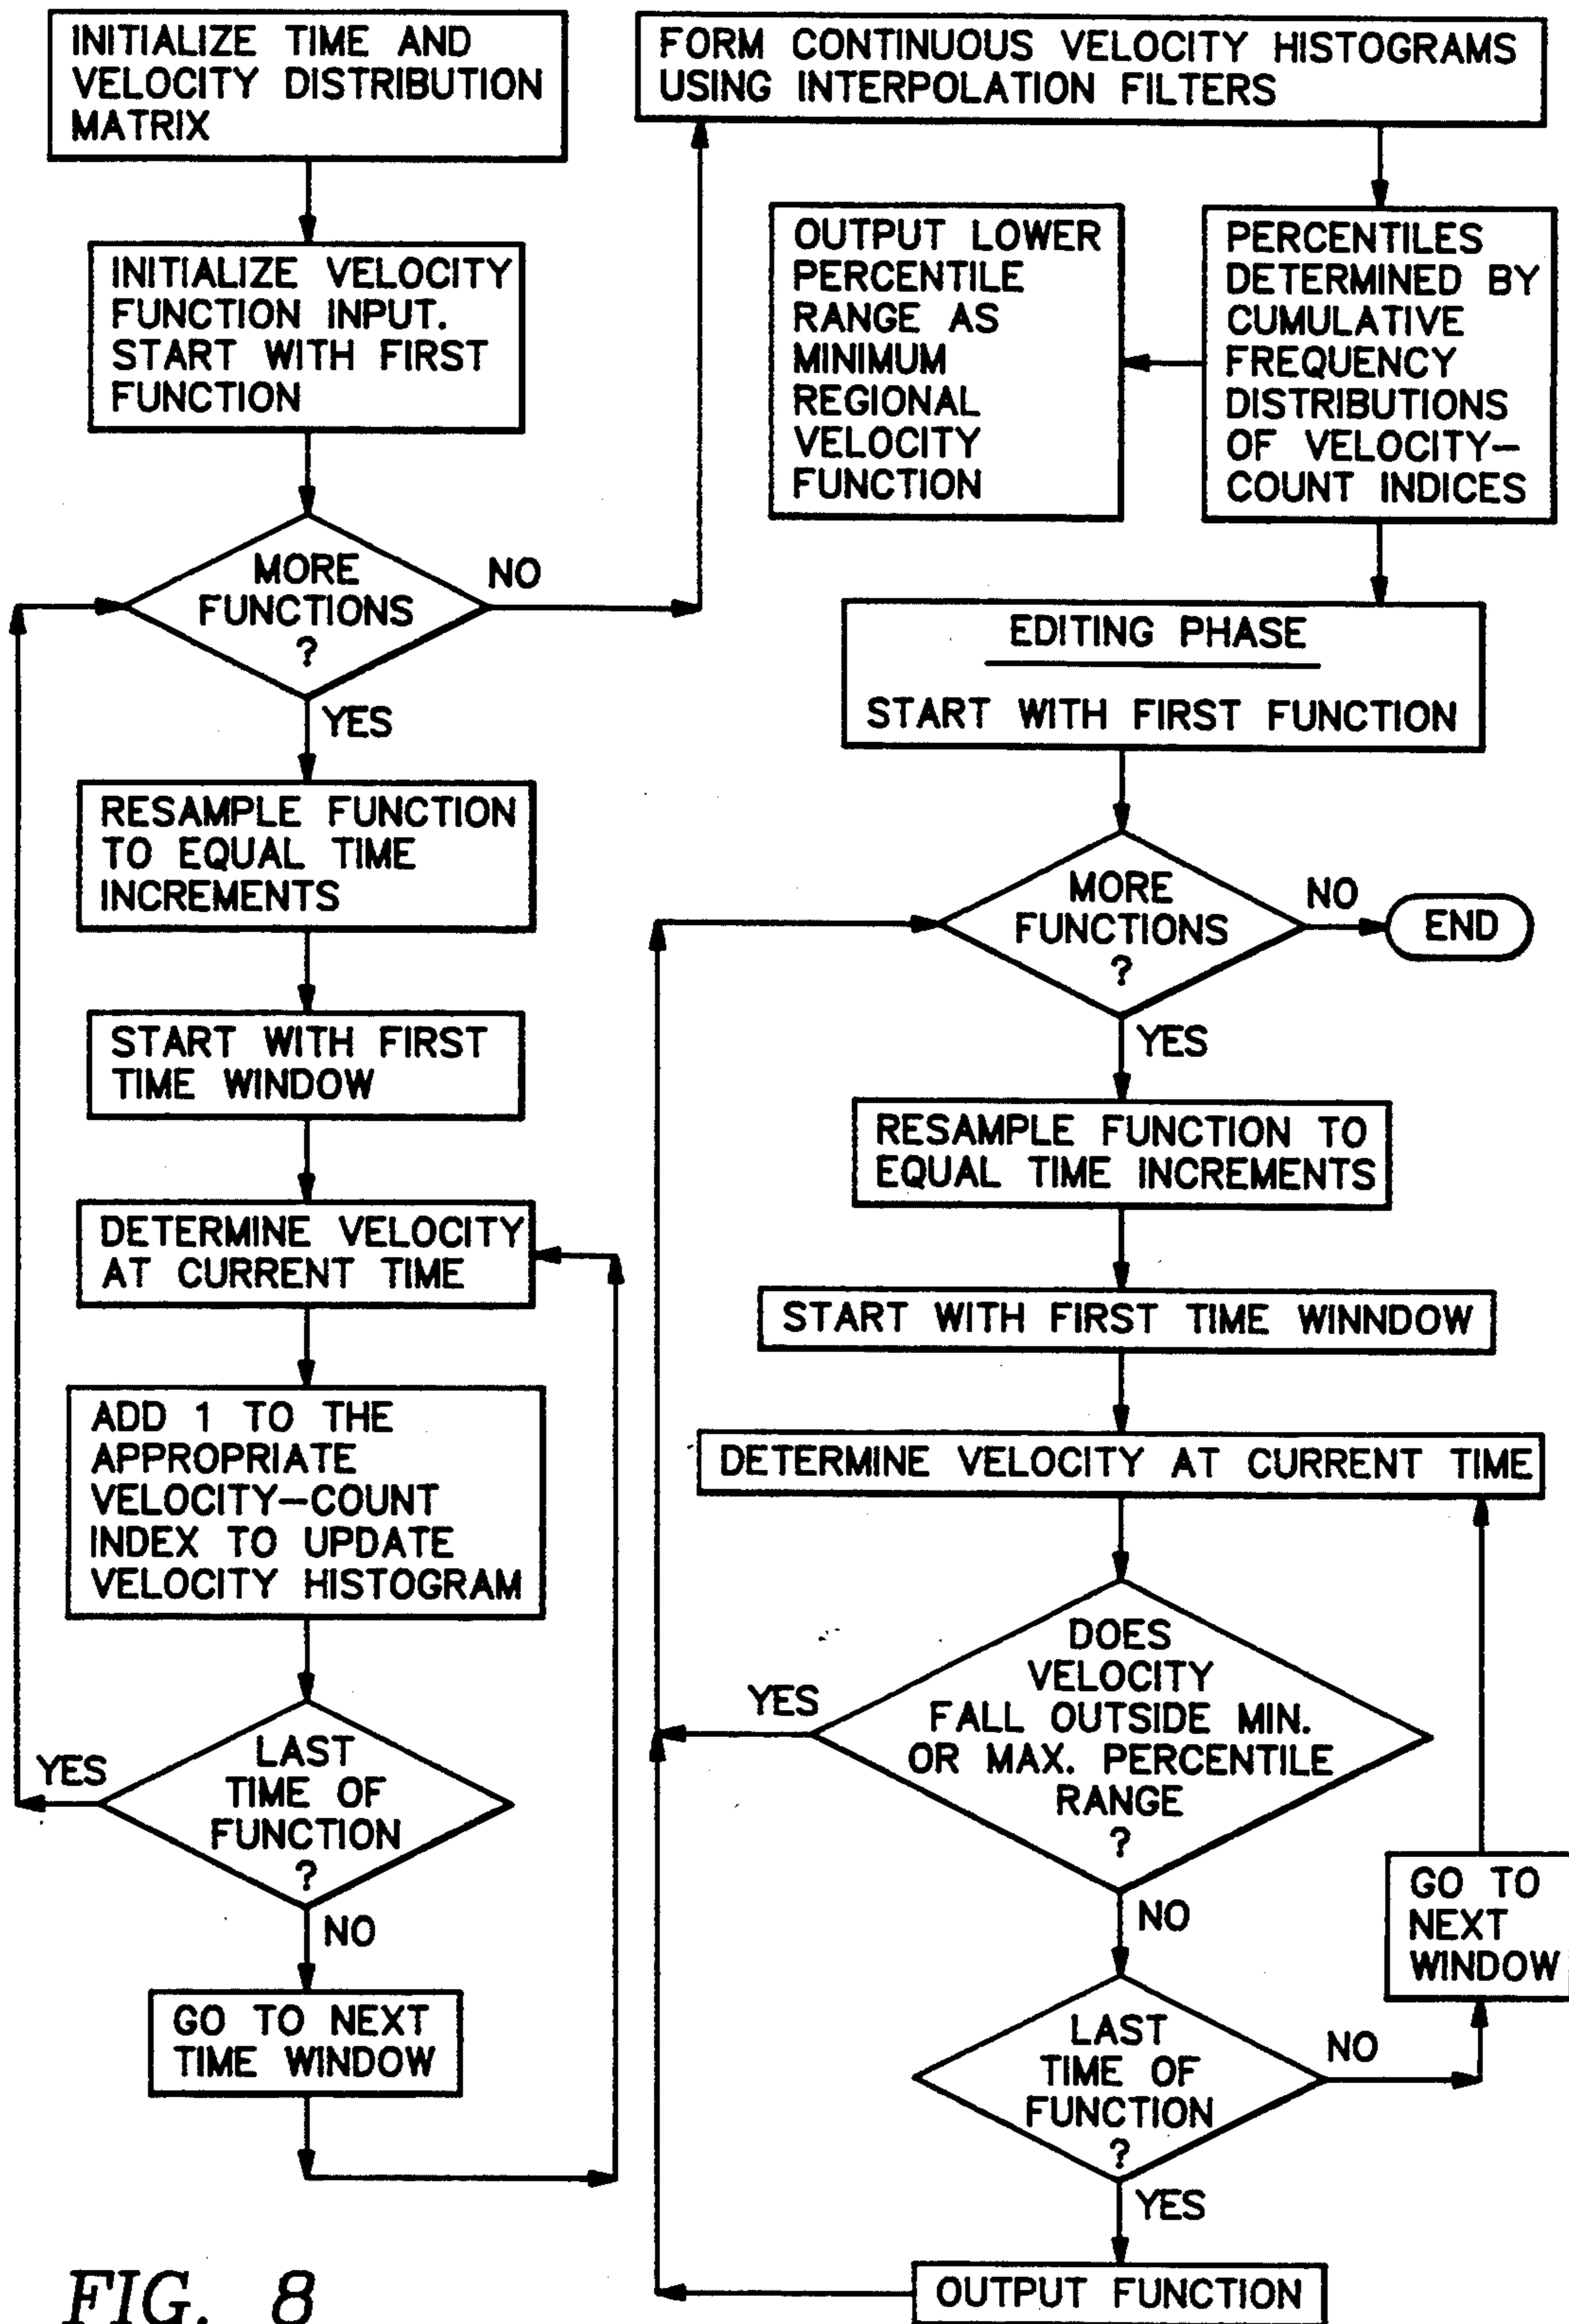 INITIALIZE TIME AND
VELOCITY DISTRIBUTION
MATRIX
INITIALIZE VELOCITY
FUNCTION INPUT.
START WITH FIRST
FUNCTION
MORE
FUNCTIONS
?
NO
YES
RESAMPLE FUNCTION
TO EQUAL TIME
INCREMENTS
START WITH FIRST
TIME WINDOW
DETERMINE VELOCITY
AT CURRENT TIME
ADD 1 TO THE
APPROPRIATE
VELOCITY-COUNT
INDEX TO UPDATE
VELOCITY HISTOGRAM
LAST
TIME OF
FUNCTION
?
YES
NO
GO TO NEXT
TIME WINDOW
FORM CONTINUOUS VELOCITY HISTOGRAMS
USING INTERPOLATION FILTERS
PERCENTILES
DETERMINED BY
CUMULATIVE
FREQUENCY
DISTRIBUTIONS
OF VELOCITY-
COUNT INDICES
OUTPUT LOWER
PERCENTILE
RANGE AS
MINIMUM
REGIONAL
VELOCITY
FUNCTION
EDITING PHASE
START WITH FIRST FUNCTION
MORE
FUNCTIONS
?
NO
END
YES
RESAMPLE FUNCTION TO
EQUAL TIME INCREMENTS
START WITH FIRST TIME WINNDOW
DETERMINE VELOCITY AT CURRENT TIME
DOES
VELOCITY
FALL OUTSIDE MIN.
OR MAX. PERCENTILE
RANGE
?
YES
NO
LAST
TIME OF
FUNCTION
?
NO
GO TO
NEXT
WINDOW
YES
OUTPUT FUNCTION
FIG. 8